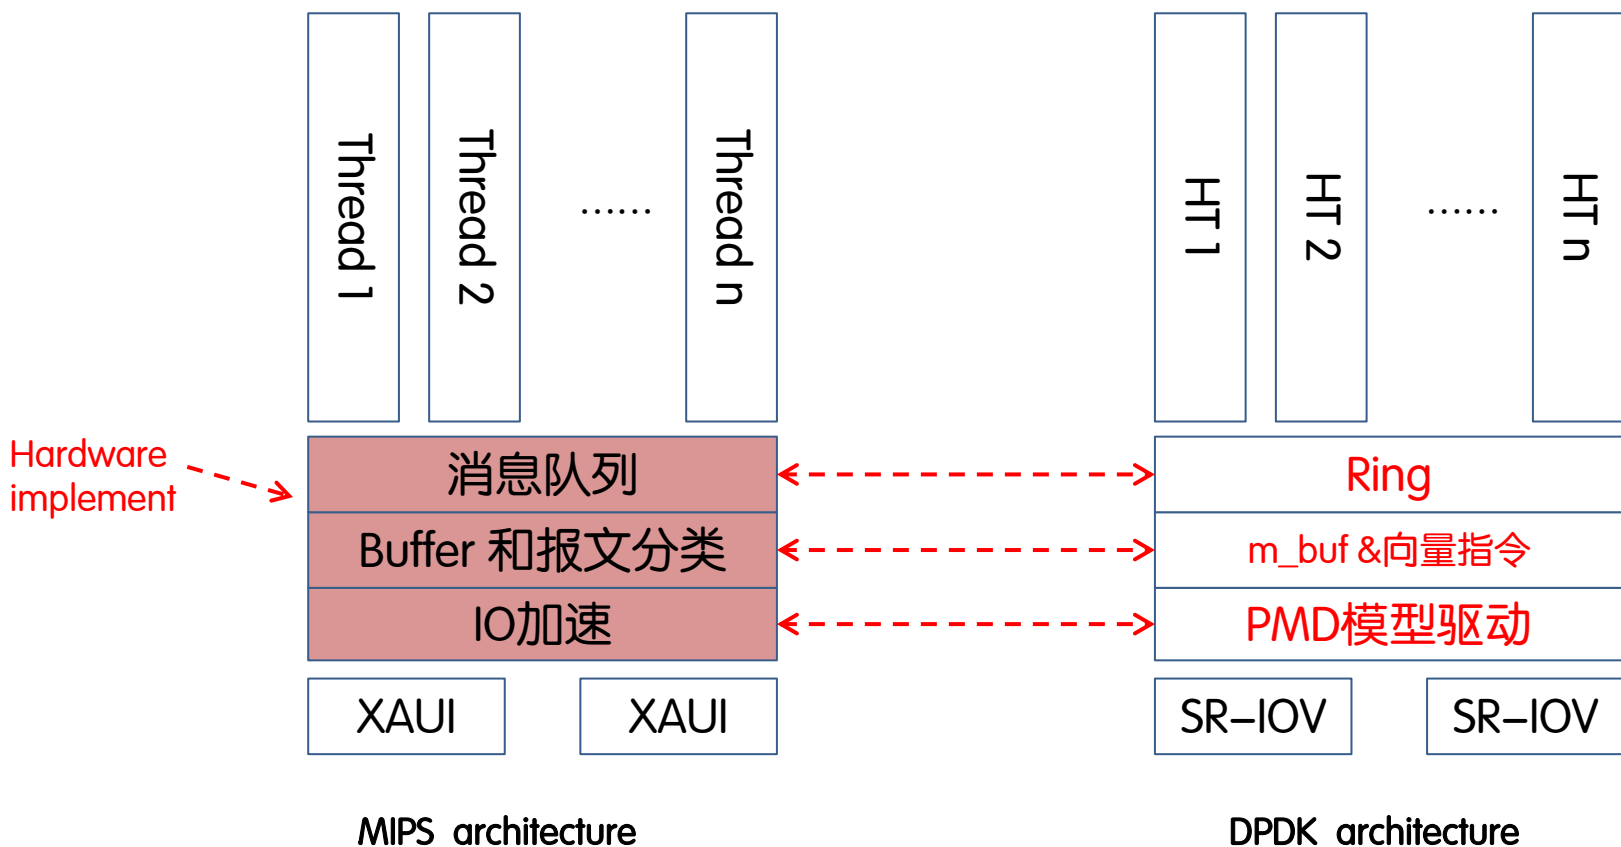 Thread 1
Thread 2
……
Thread n
HT 1
HT 2
……
HT n
Hardware
implement
消息队列
Buffer 和报文分类
IO加速
Ring
m_buf &向量指令
PMD模型驱动
XAUI
XAUI
SR-IOV
SR-IOV
MIPS architecture
DPDK architecture